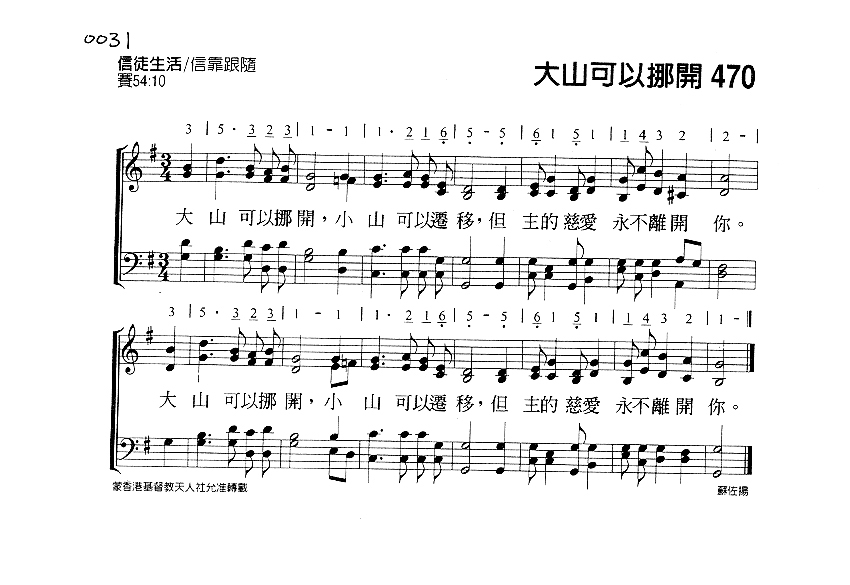 0031
信徒生活/信靠跟隨
賽54:10
大山可以挪開 470
3 | 5 · 3 2 3 | 1 - 1 | 1 · 2 1 6 | 5 - 5 | 6 1 5 1 | 1 4 3 2 | 2 - |
大 山 可以挪開，小 山 可以遷移，但 主的慈愛 永不離開 你。
3 | 5 · 3 2 3 | 1 - 1 | 1 · 2 1 6 | 5 - 5 | 6 1 5 1 | 1 4 3 2 | 1 - ||
大 山 可以挪開，小 山 可以遷移，但 主的慈愛 永不離開 你。
蒙香港基督教天人社允准轉載
蘇佐揚